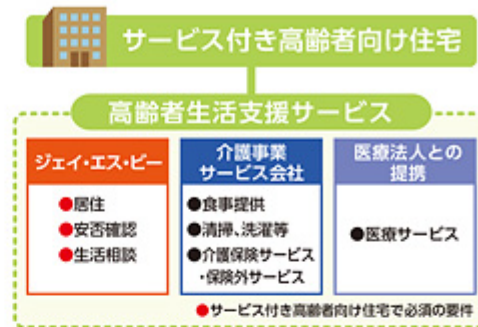 サービス付き高齢者向け住宅
高齢者生活支援サービス
ジェイ・エス・ビー
●居住
●安否確認
●生活相談
介護事業
サービス会社
●食事提供
●清掃、洗濯等
●介護保険サービス
・保険外サービス
医療法人との
提携
●医療サービス
●サービス付き高齢者向け住宅で必須の要件